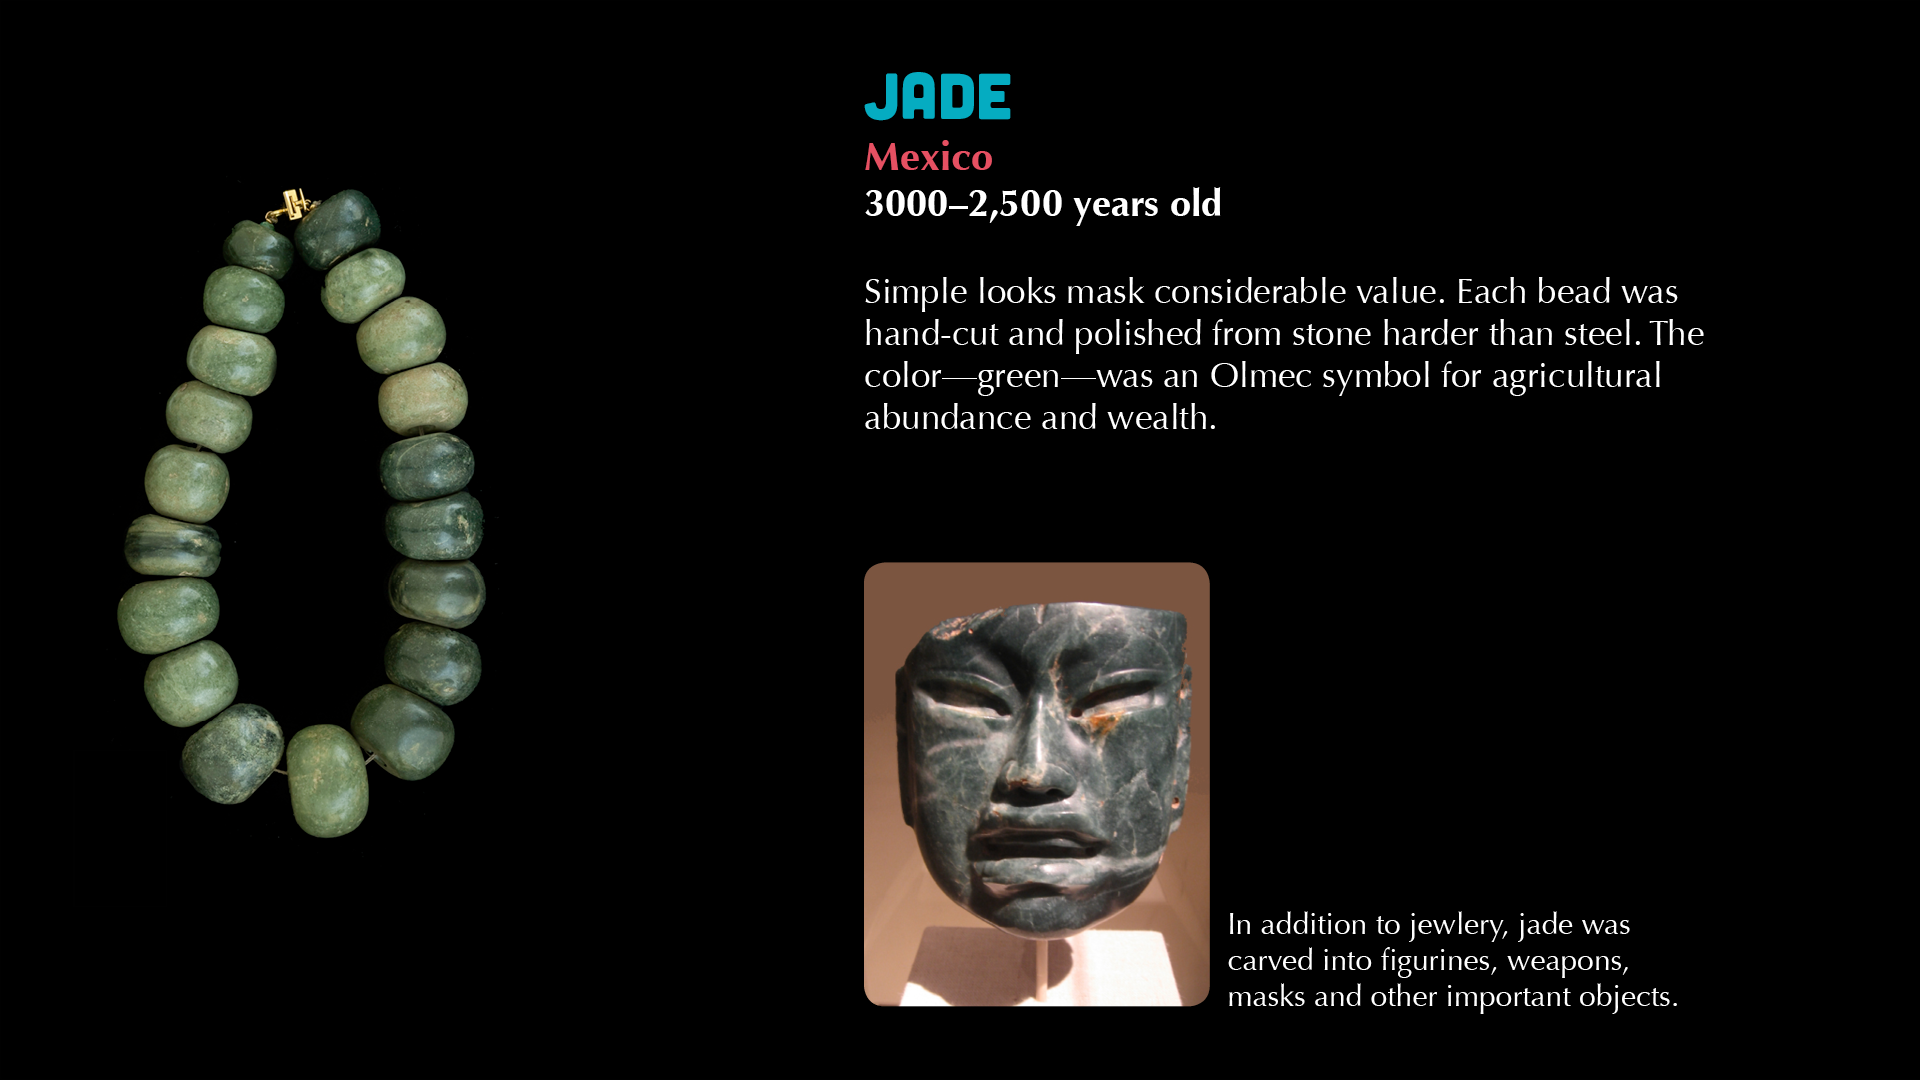 JADE
Mexico
3000–2,500 years old
Simple looks mask considerable value. Each bead was
hand-cut and polished from stone harder than steel. The
color—green—was an Olmec symbol for agricultural
abundance and wealth.
In addition to jewlery, jade was
carved into figurines, weapons,
masks and other important objects.